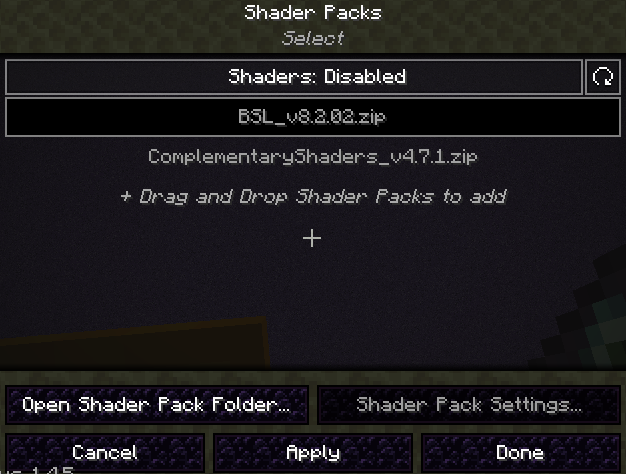 Shader Packs
Select
Shaders: Disabled
BSL_v8.2.02.zip
ComplementaryShaders_v4.7.1.zip
+ Drag and Drop Shader Packs to add
Open Shader Pack Folder...
Shader Pack Settings...
Cancel
Apply
Done